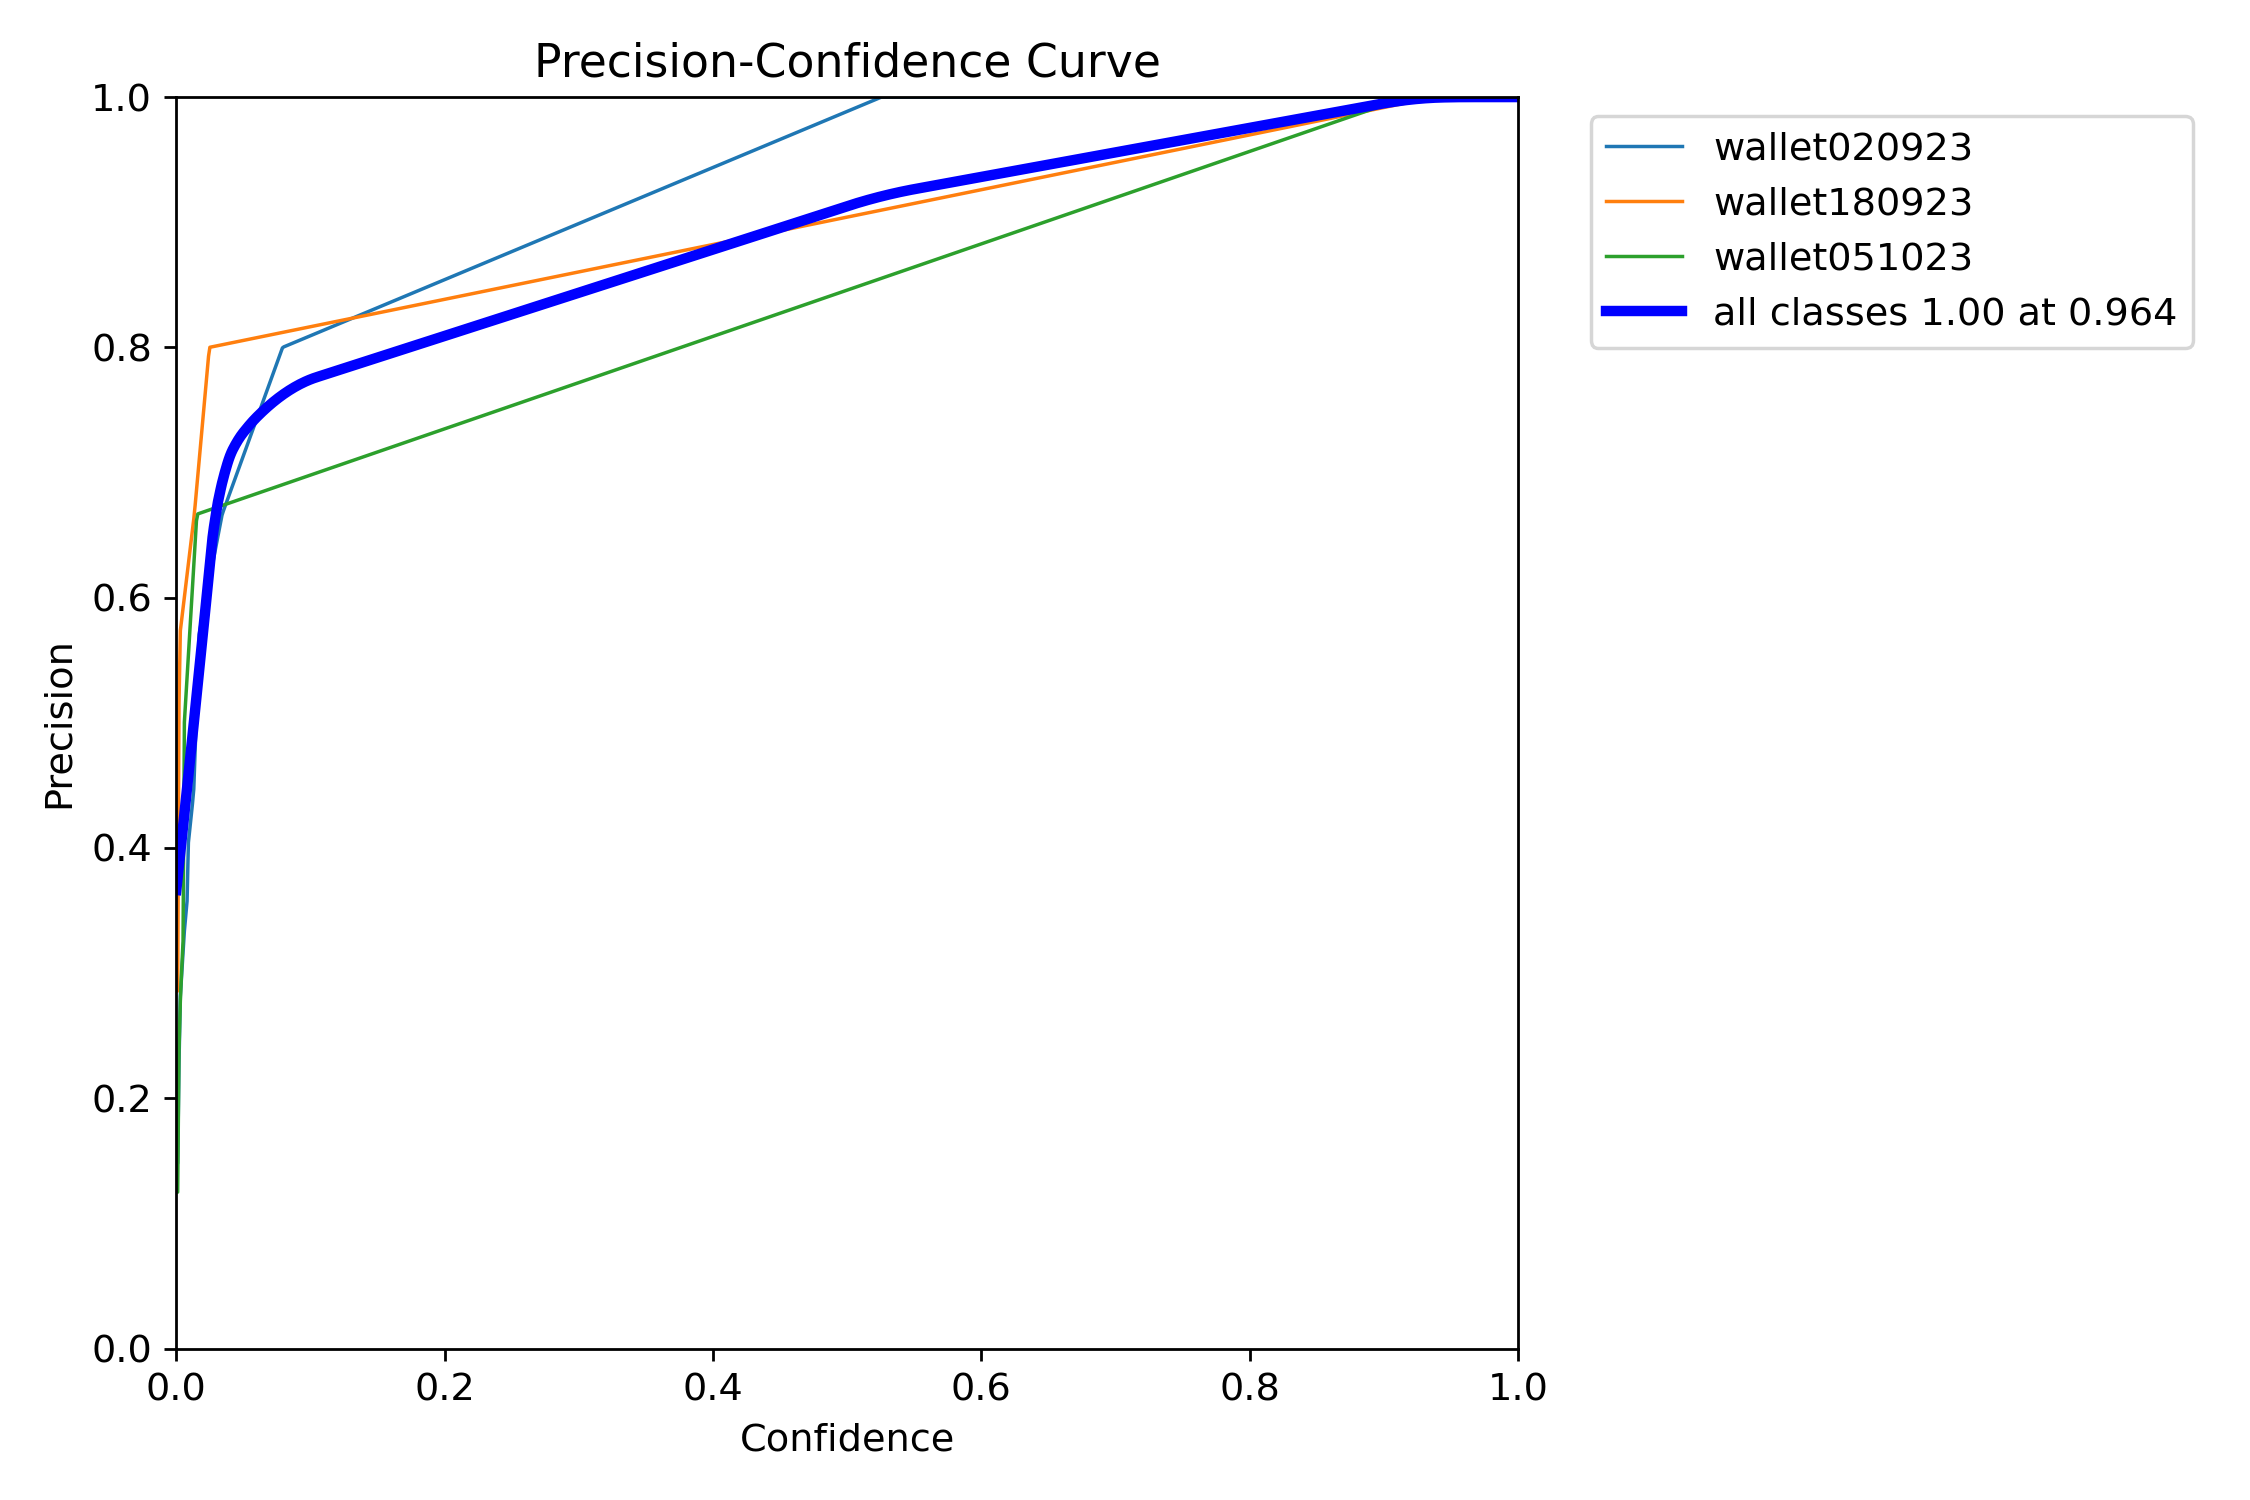 Precision-Confidence Curve
1.0
0.8
0.6
0.4
0.2
0.0
Precision
0.0 0.2 0.4 0.6 0.8 1.0
Confidence
wallet020923
wallet180923
wallet051023
all classes 1.00 at 0.964